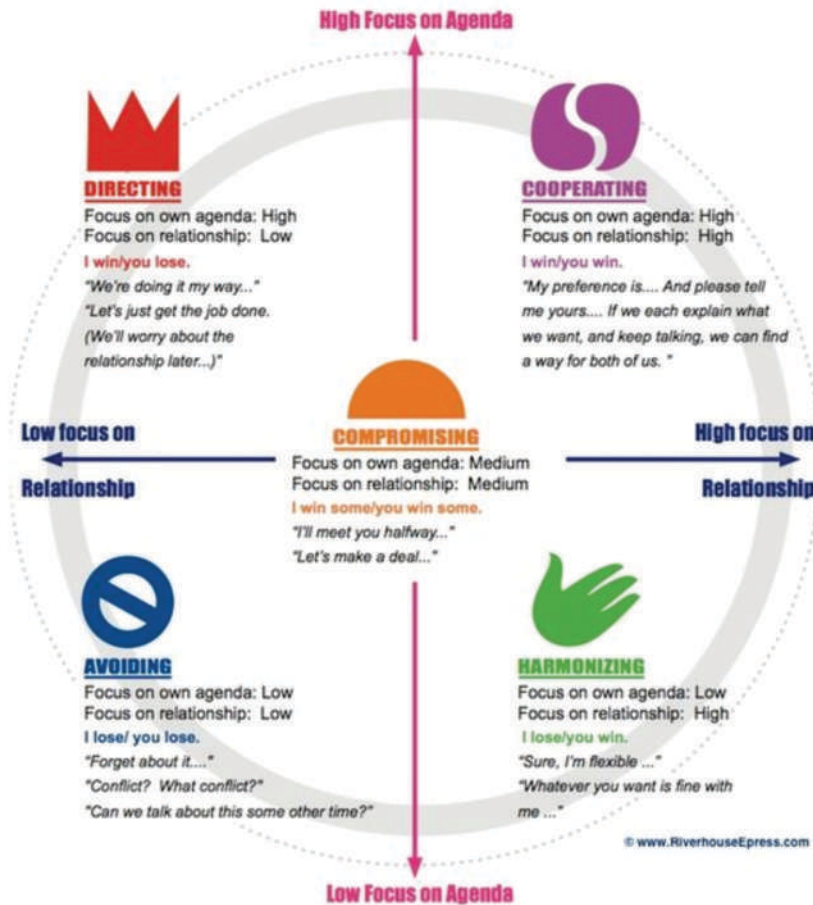 High Focus on Agenda
DIRECTING
Focus on own agenda: High
Focus on relationship: Low
I win/you lose.
"We're doing it my way..."
"Let's just get the job done.
(We'll worry about the
relationship later...)"
COOPERATING
Focus on own agenda: High
Focus on relationship: High
I win/you win.
"My preference is.... And please tell
me yours.... If we each explain what
we want, and keep talking, we can find
a way for both of us. "
Low focus on
Relationship
COMPROMISING
Focus on own agenda: Medium
Focus on relationship: Medium
I win some/you win some.
"I'll meet you halfway..."
"Let's make a deal..."
High focus on
Relationship
AVOIDING
Focus on own agenda: Low
Focus on relationship: Low
I lose/ you lose.
"Forget about it...."
"Conflict? What conflict?"
"Can we talk about this some other time?"
HARMONIZING
Focus on own agenda: Low
Focus on relationship: High
I lose/you win.
"Sure, I'm flexible ..."
"Whatever you want is fine with
me ..."
© www.RiverhouseEpress.com
Low Focus on Agenda